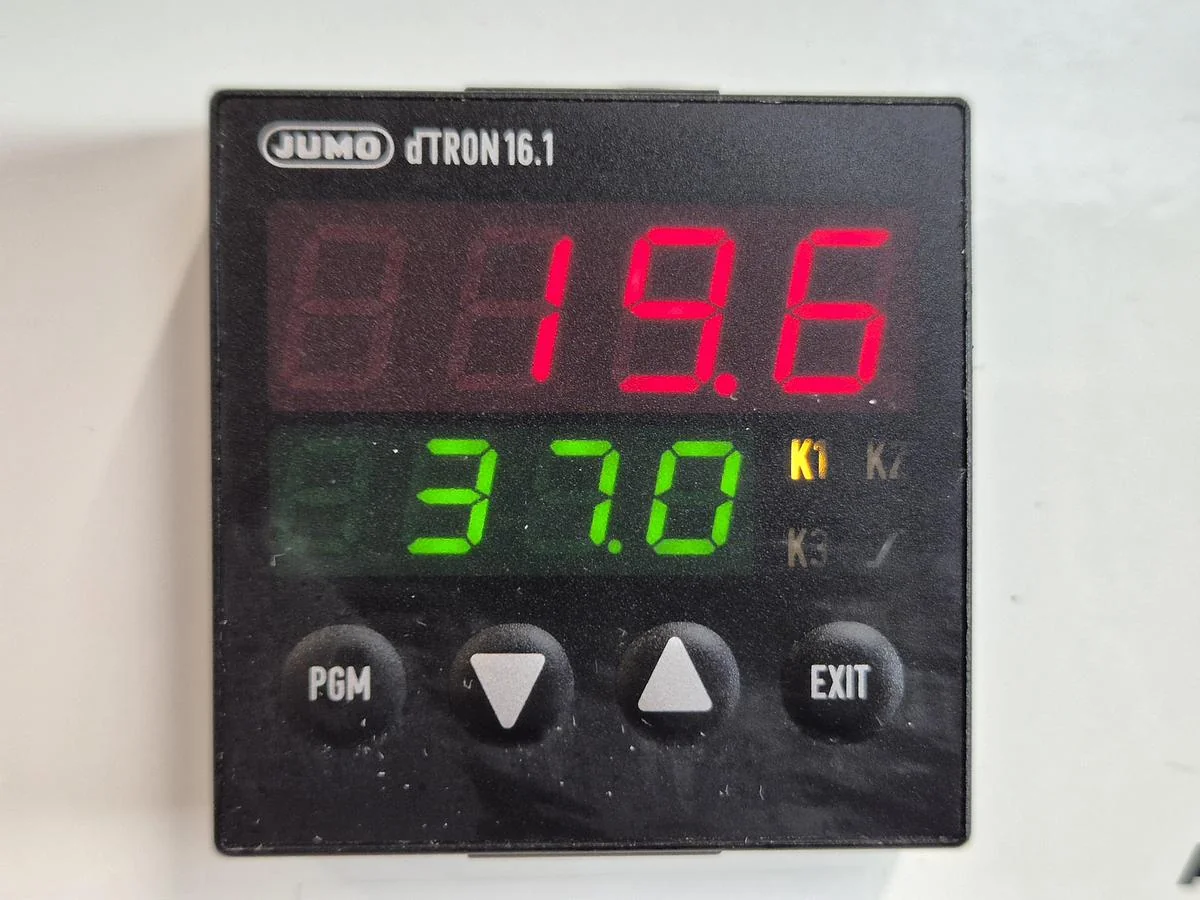 JUMO dTRON 16.1
19.6
37.0
K1 K2
K3
PGM EXIT